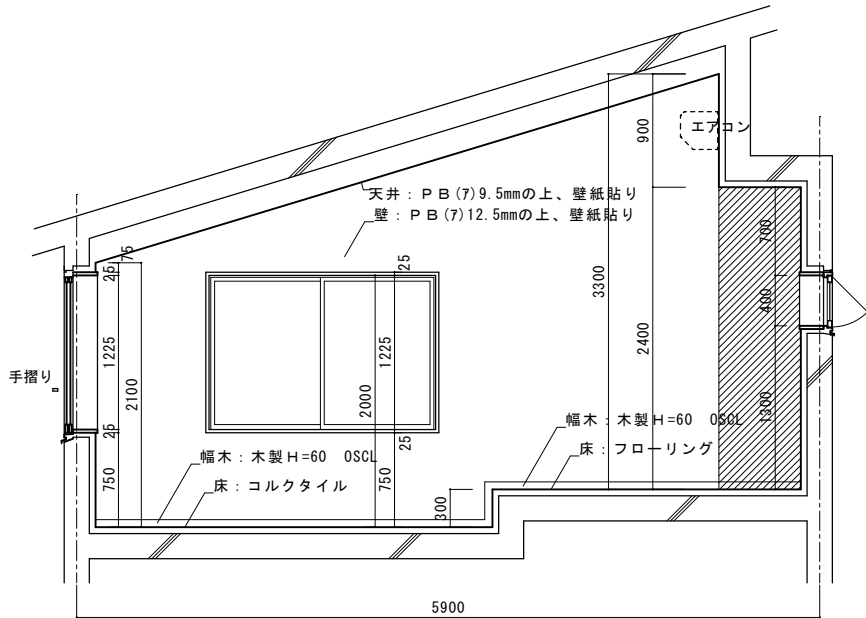 エアコン
900
天井：ＰＢ(ｱ)9.5mmの上、壁紙貼り
壁：ＰＢ(ｱ)12.5mmの上、壁紙貼り
700
75
25
25
3300
400
1225
1225
2400
手摺り
2100
2000
1300
25
25
幅木：木製Ｈ=60 OSCL
床：フローリング
幅木：木製Ｈ=60 OSCL
床：コルクタイル
750
750
300
5900